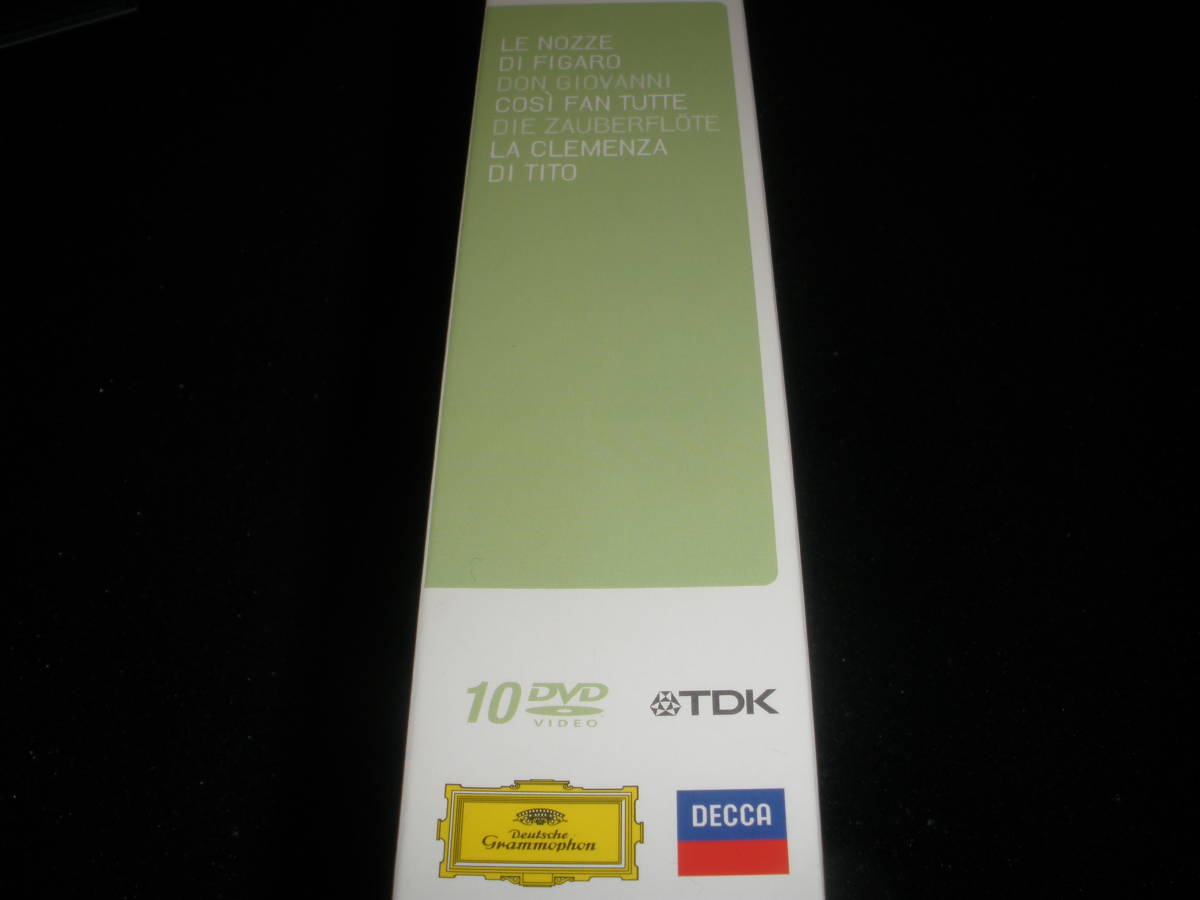 LE NOZZE
DI FIGARO
DON GIOVANNI
COSÌ FAN TUTTE
DIE ZAUBERFLÖTE
LA CLEMENZA
DI TITO
10 DVD
VIDEO
TDK
Deutsche
Grammophon
DECCA